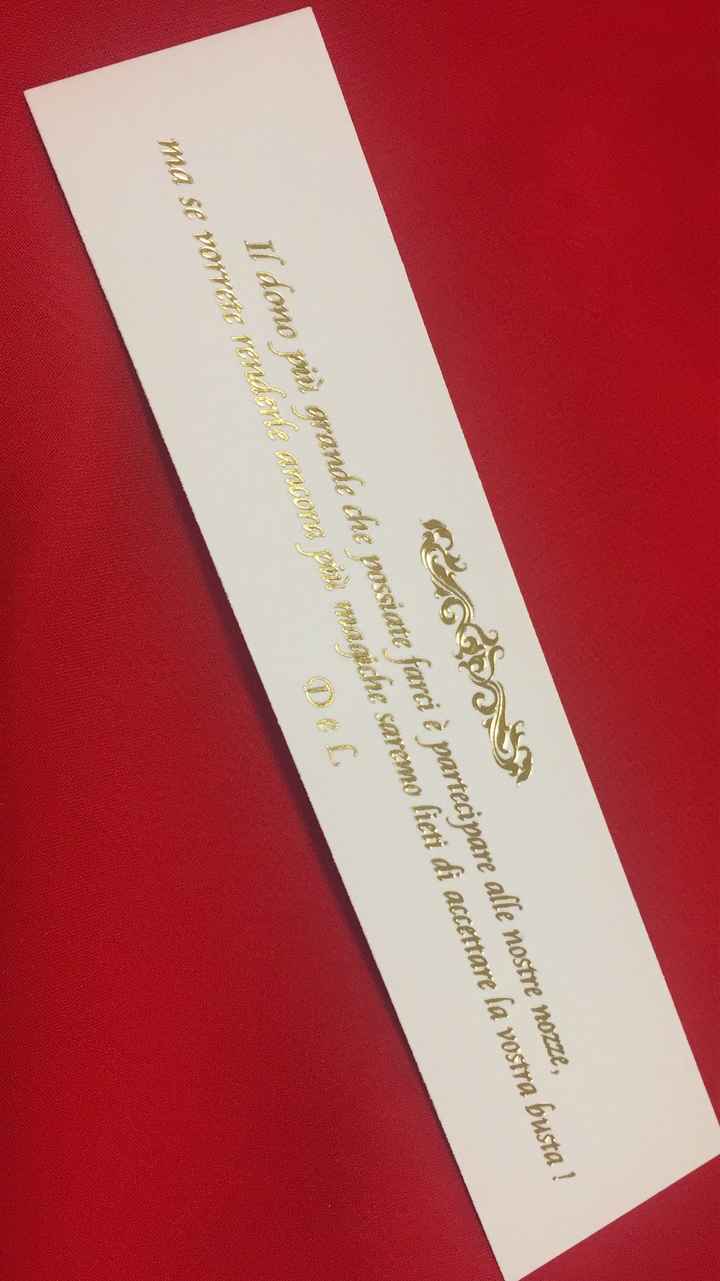 Il dono più grande che possiate farci è partecipare alle nostre nozze,
ma se vorrete renderle ancora più magiche saremo lieti di accettare la vostra busta !
D e L